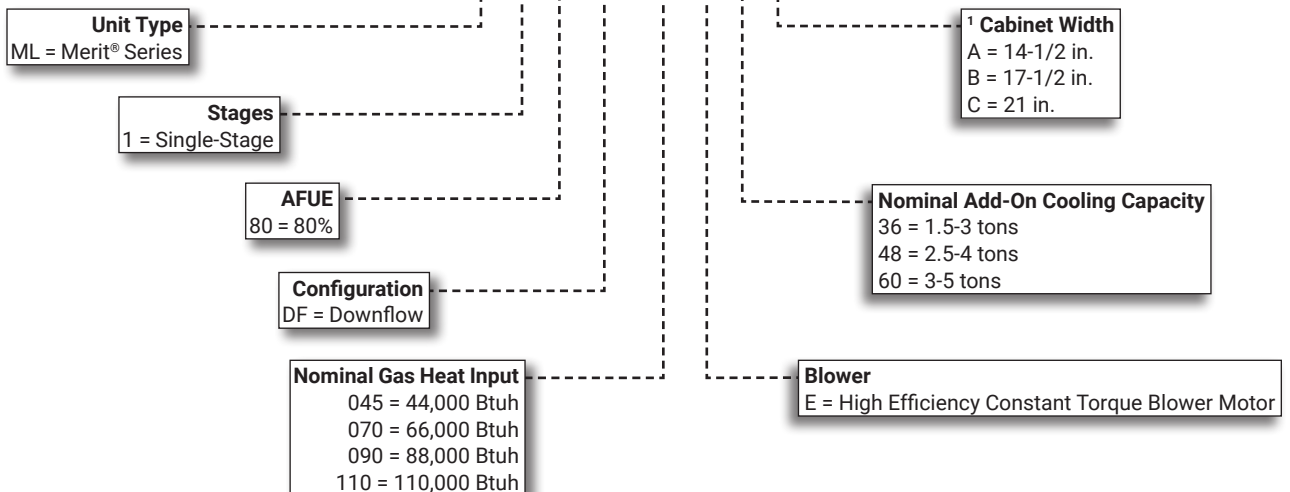 Unit Type
ML = Merit® Series
Stages
1 = Single-Stage
AFUE
80 = 80%
Configuration
DF = Downflow
Nominal Gas Heat Input
045 = 44,000 Btuh
070 = 66,000 Btuh
090 = 88,000 Btuh
110 = 110,000 Btuh
¹ Cabinet Width
A = 14-1/2 in.
B = 17-1/2 in.
C = 21 in.
Nominal Add-On Cooling Capacity
36 = 1.5-3 tons
48 = 2.5-4 tons
60 = 3-5 tons
Blower
E = High Efficiency Constant Torque Blower Motor